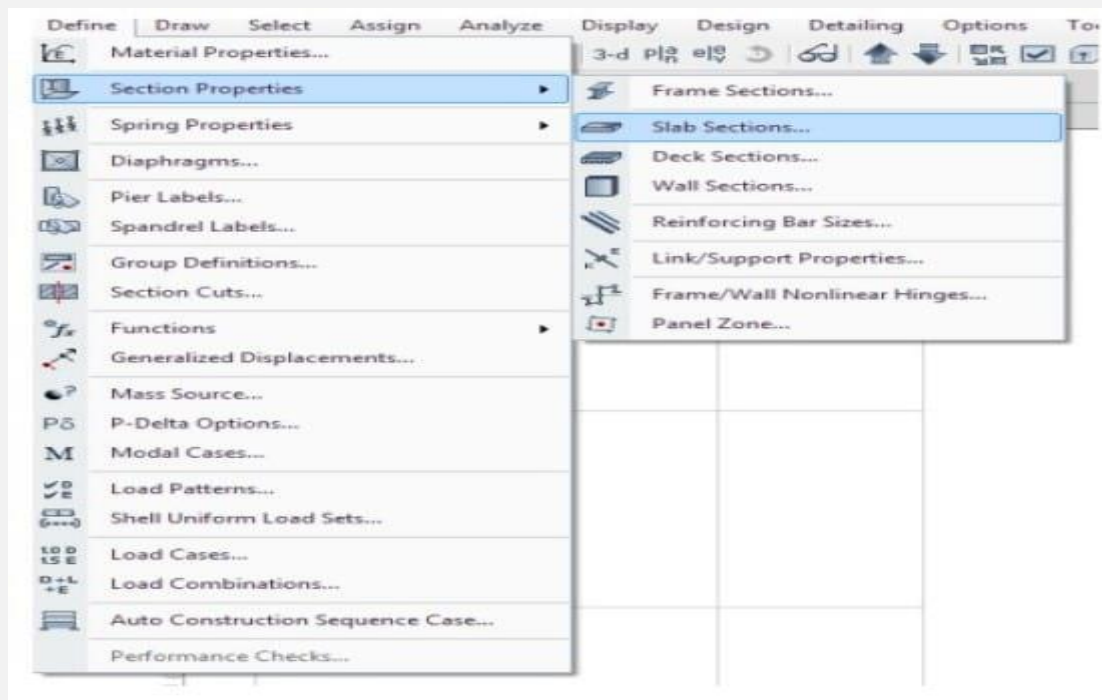 Define Draw Select Assign Analyze Display Design Detailing Options
Material Properties...
3-d
Section Properties
Frame Sections...
Spring Properties
Slab Sections...
Diaphragms...
Deck Sections...
Pier Labels...
Wall Sections...
Spandrel Labels...
Reinforcing Bar Sizes...
Group Definitions...
Link/Support Properties...
Section Cuts...
Frame/Wall Nonlinear Hinges...
Functions
Panel Zone...
Generalized Displacements...
Mass Source...
Pδ P-Delta Options...
M Modal Cases...
Load Patterns...
Shell Uniform Load Sets...
Load Cases...
D+L
+E
Load Combinations...
Auto Construction Sequence Case...
Performance Checks...